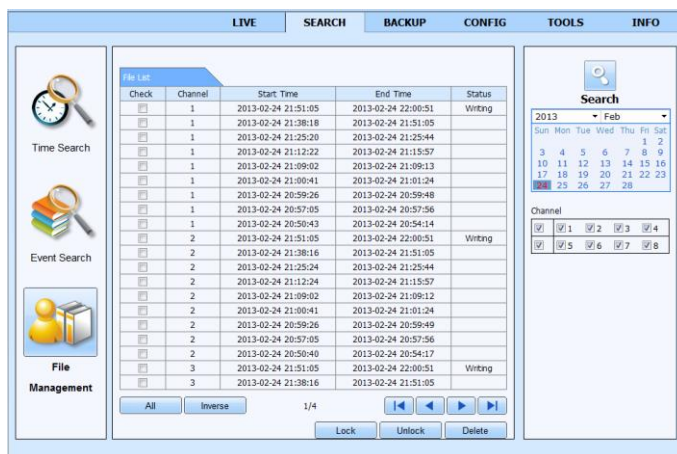 LIVE SEARCH BACKUP CONFIG TOOLS INFO
Time Search
Event Search
File
Management
File List
Check Channel Start Time End Time Status
1 2013-02-24 21:51:05 2013-02-24 22:00:51 Writing
1 2013-02-24 21:38:18 2013-02-24 21:51:05
1 2013-02-24 21:25:20 2013-02-24 21:25:44
1 2013-02-24 21:12:22 2013-02-24 21:15:57
1 2013-02-24 21:09:02 2013-02-24 21:09:13
1 2013-02-24 21:00:41 2013-02-24 21:01:24
1 2013-02-24 20:59:26 2013-02-24 20:59:48
1 2013-02-24 20:57:05 2013-02-24 20:57:56
1 2013-02-24 20:50:43 2013-02-24 20:54:14
2 2013-02-24 21:51:05 2013-02-24 22:00:51 Writing
2 2013-02-24 21:38:16 2013-02-24 21:51:05
2 2013-02-24 21:25:24 2013-02-24 21:25:44
2 2013-02-24 21:12:24 2013-02-24 21:15:57
2 2013-02-24 21:09:02 2013-02-24 21:09:12
2 2013-02-24 21:00:41 2013-02-24 21:01:24
2 2013-02-24 20:59:26 2013-02-24 20:59:49
2 2013-02-24 20:57:05 2013-02-24 20:57:56
2 2013-02-24 20:50:40 2013-02-24 20:54:17
3 2013-02-24 21:51:05 2013-02-24 22:00:51 Writing
3 2013-02-24 21:38:16 2013-02-24 21:51:05
All Inverse 1/4
Lock Unlock Delete
Search
2013 Feb
Sun Mon Tue Wed Thu Fri Sat
1 2
3 4 5 6 7 8 9
10 11 12 13 14 15 16
17 18 19 20 21 22 23
24 25 26 27 28
Channel
1 2 3 4
5 6 7 8